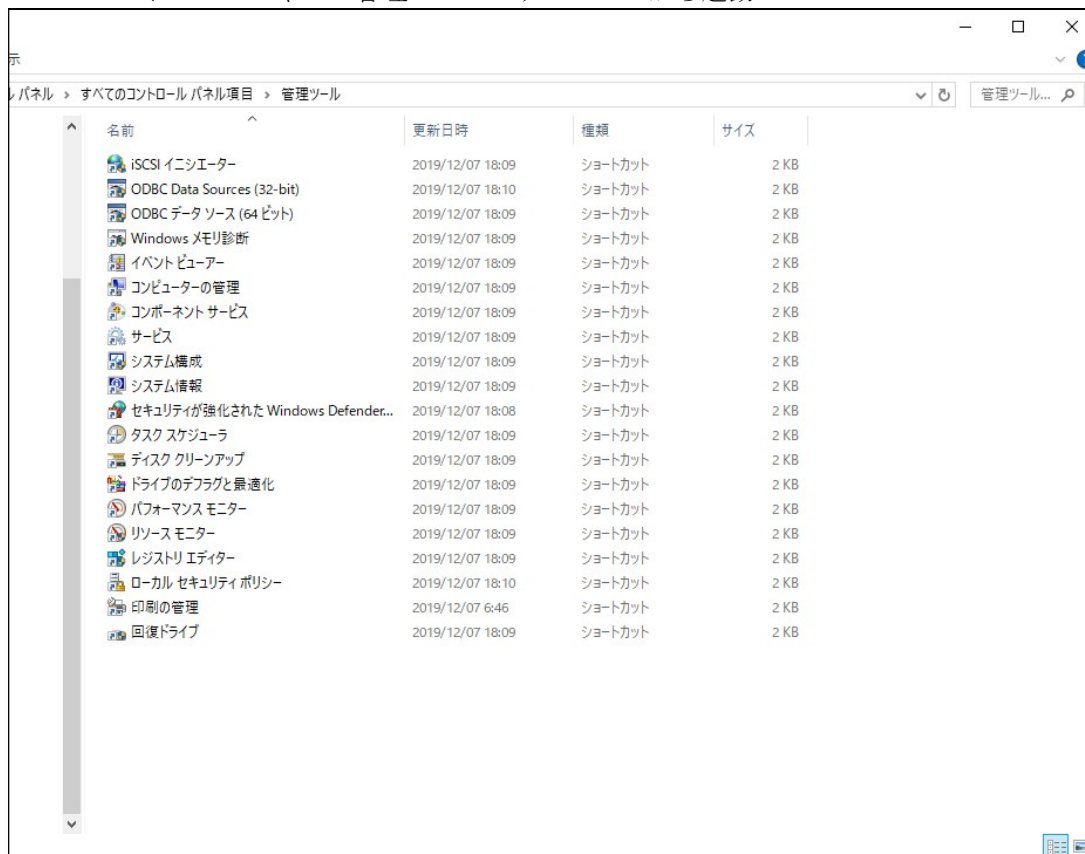 示
ル パネル › すべてのコントロール パネル項目 › 管理ツール 管理ツール...
名前 更新日時 種類 サイズ
iSCSI イニシエーター 2019/12/07 18:09 ショートカット 2 KB
ODBC Data Sources (32-bit) 2019/12/07 18:10 ショートカット 2 KB
ODBC データ ソース (64 ビット) 2019/12/07 18:09 ショートカット 2 KB
Windows メモリ診断 2019/12/07 18:09 ショートカット 2 KB
イベント ビューアー 2019/12/07 18:09 ショートカット 2 KB
コンピューターの管理 2019/12/07 18:09 ショートカット 2 KB
コンポーネント サービス 2019/12/07 18:09 ショートカット 2 KB
サービス 2019/12/07 18:09 ショートカット 2 KB
システム構成 2019/12/07 18:09 ショートカット 2 KB
システム情報 2019/12/07 18:09 ショートカット 2 KB
セキュリティが強化された Windows Defender... 2019/12/07 18:08 ショートカット 2 KB
タスク スケジューラ 2019/12/07 18:09 ショートカット 2 KB
ディスク クリーンアップ 2019/12/07 18:09 ショートカット 2 KB
ドライブのデフラグと最適化 2019/12/07 18:09 ショートカット 2 KB
パフォーマンス モニター 2019/12/07 18:09 ショートカット 2 KB
リソース モニター 2019/12/07 18:09 ショートカット 2 KB
レジストリ エディター 2019/12/07 18:09 ショートカット 2 KB
ローカル セキュリティ ポリシー 2019/12/07 18:10 ショートカット 2 KB
印刷の管理 2019/12/07 6:46 ショートカット 2 KB
回復ドライブ 2019/12/07 18:09 ショートカット 2 KB